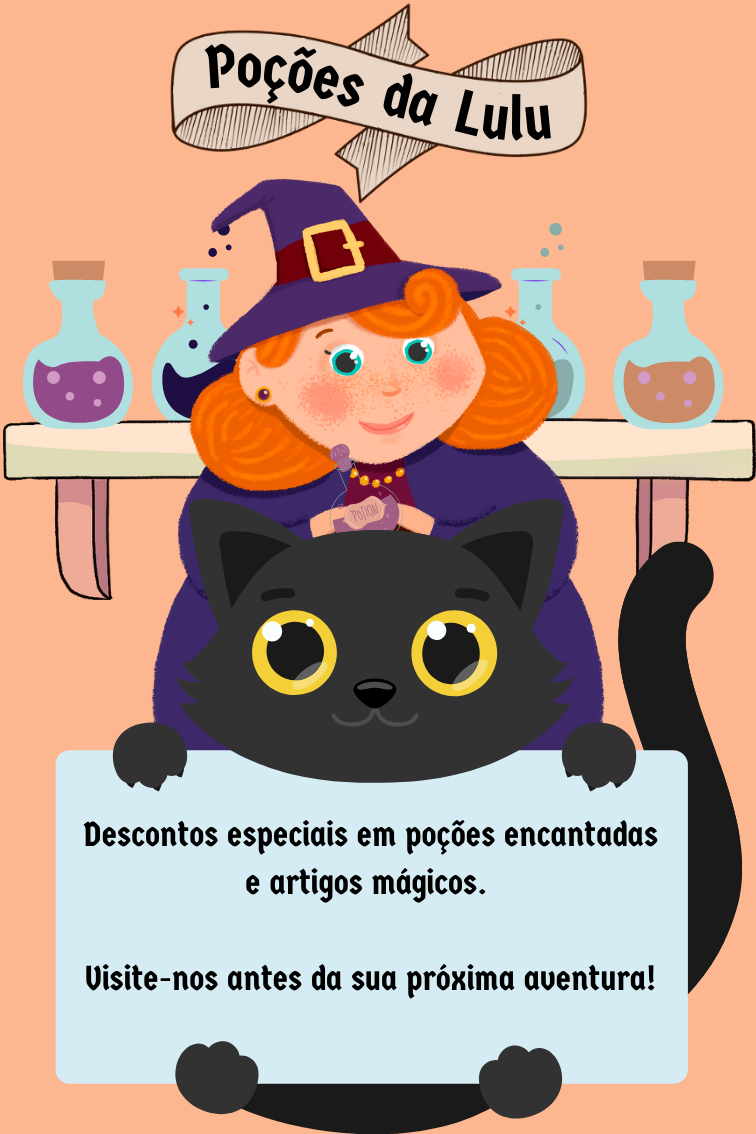 Poções da Lulu
POTION
Descontos especiais em poções encantadas
e artigos mágicos.
Visite-nos antes da sua próxima aventura!